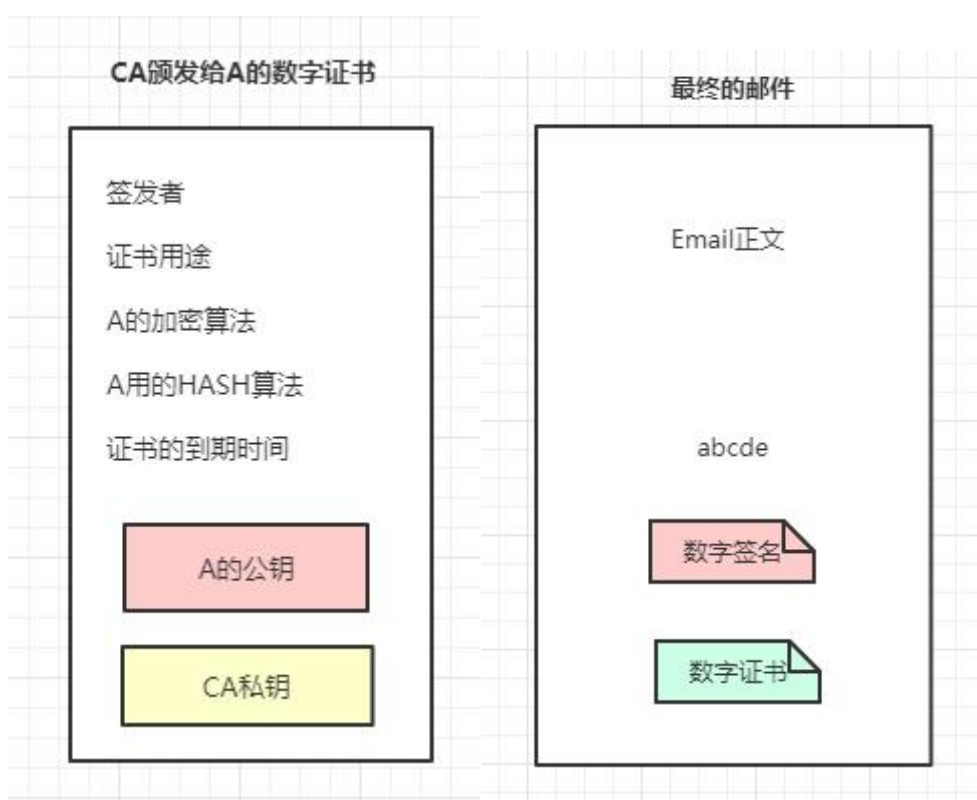 CA颁发给A的数字证书
签发者
证书用途
A的加密算法
A用的HASH算法
证书的到期时间
A的公钥
CA私钥
最终的邮件
Email正文
abcde
数字签名
数字证书